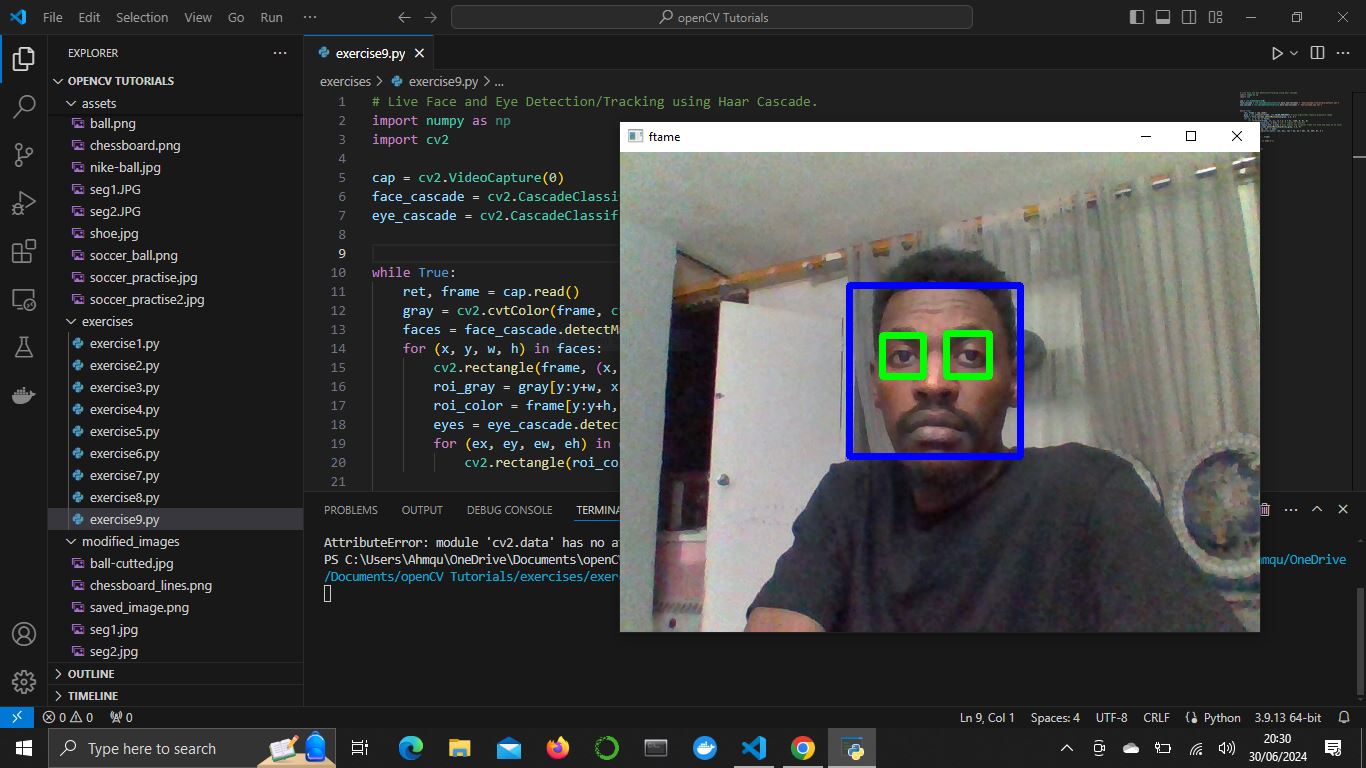 File Edit Selection View Go Run ··· openCV Tutorials
EXPLORER
OPENCV TUTORIALS
assets
ball.png
chessboard.png
nike-ball.jpg
seg1.JPG
seg2.JPG
shoe.jpg
soccer_ball.png
soccer_practise.jpg
soccer_practise2.jpg
exercises
exercise1.py
exercise2.py
exercise3.py
exercise4.py
exercise5.py
exercise6.py
exercise7.py
exercise8.py
exercise9.py
modified_images
ball-cutted.jpg
chessboard_lines.png
saved_image.png
seg1.jpg
seg2.jpg
OUTLINE
TIMELINE
exercise9.py
exercises > exercise9.py > ...
1 # Live Face and Eye Detection/Tracking using Haar Cascade.
2 import numpy as np
3 import cv2
4
5 cap = cv2.VideoCapture(0)
6 face_cascade = cv2.CascadeClassi
7 eye_cascade = cv2.CascadeClassif
8
9
10 while True:
11 ret, frame = cap.read()
12 gray = cv2.cvtColor(frame, c
13 faces = face_cascade.detectM
14 for (x, y, w, h) in faces:
15 cv2.rectangle(frame, (x,
16 roi_gray = gray[y:y+w, x
17 roi_color = frame[y:y+h,
18 eyes = eye_cascade.detec
19 for (ex, ey, ew, eh) in
20 cv2.rectangle(roi_co
21
ftame
PROBLEMS OUTPUT DEBUG CONSOLE TERMINA
AttributeError: module 'cv2.data' has no a
PS C:\Users\Ahmqu\OneDrive\Documents\openC hmqu/OneDrive
/Documents/openCV Tutorials/exercises/exer
0 0 0
Ln 9, Col 1 Spaces: 4 UTF-8 CRLF Python 3.9.13 64-bit
Type here to search
20:30
30/06/2024